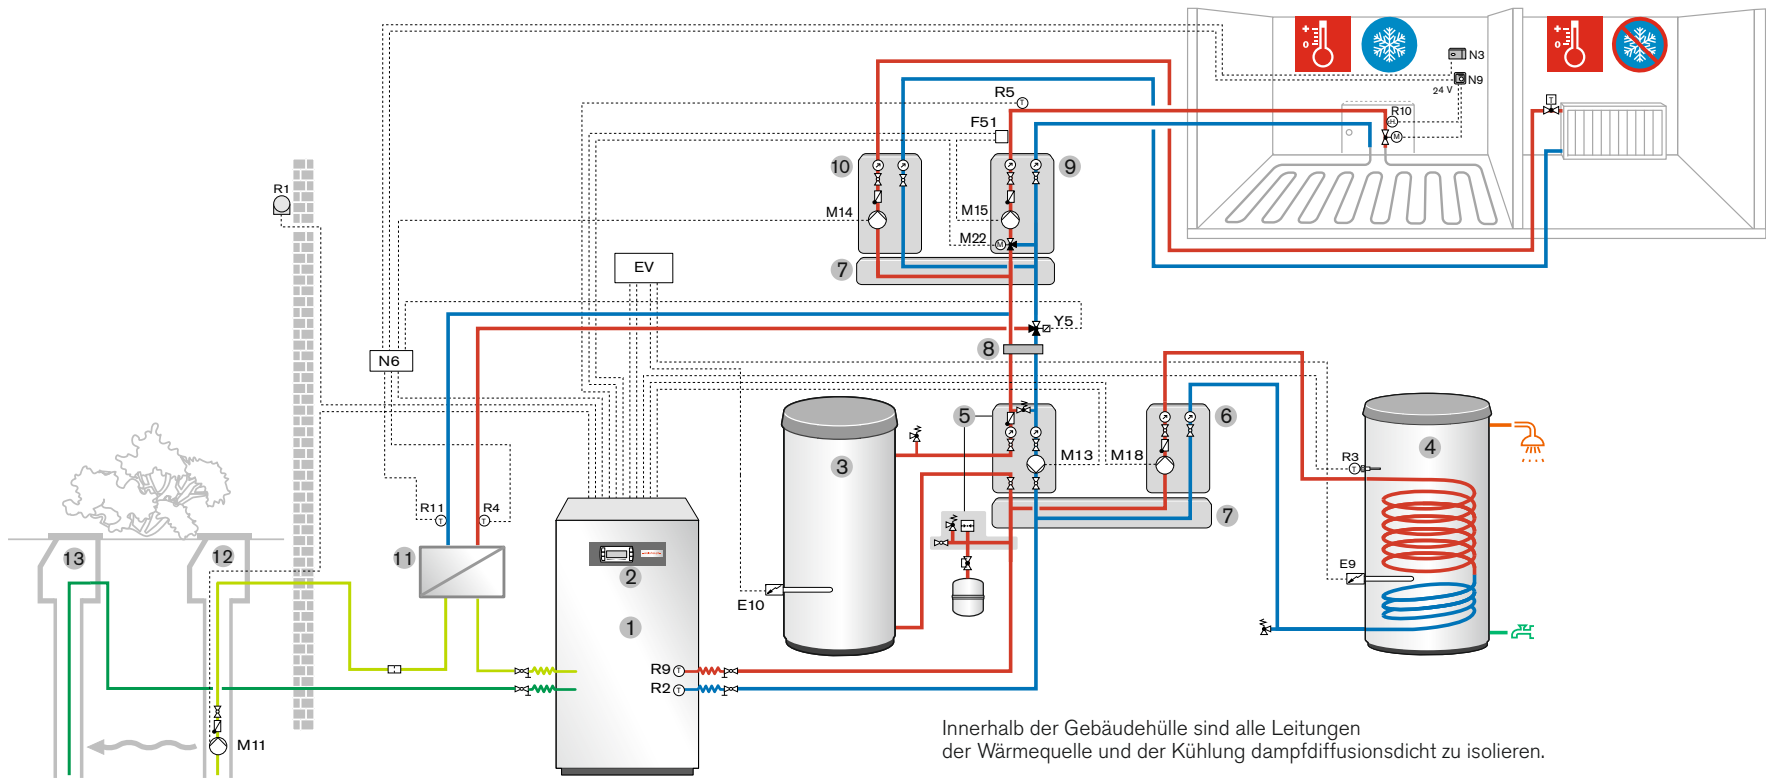 +
0
+
0
N3
N9
24 V
R10
H
M
T
R5
T
F51
10
9
R1
M14
M15
M22
M
EV
7
Y5
N6
8
5
6
3
M13
M18
4
R3
T
R11
T
R4
T
13
12
11
2
7
E10
E9
1
R9
T
R2
T
M11
Innerhalb der Gebäudehülle sind alle Leitungen
der Wärmequelle und der Kühlung dampfdiffusionsdicht zu isolieren.